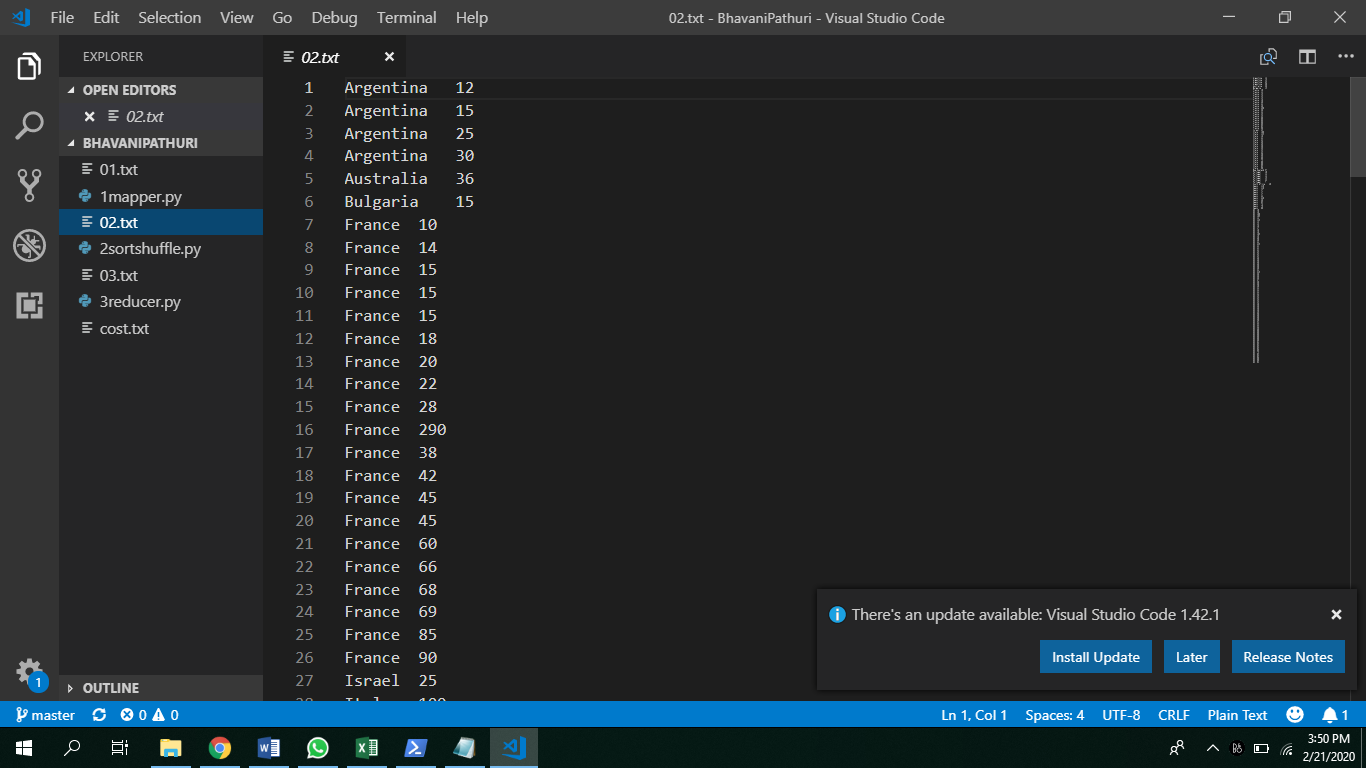 File Edit Selection View Go Debug Terminal Help
02.txt - BhavaniPathuri - Visual Studio Code
EXPLORER
OPEN EDITORS
02.txt
BHAVANIPATHURI
01.txt
1mapper.py
02.txt
2sortshuffle.py
03.txt
3reducer.py
cost.txt
OUTLINE
1
02.txt
1 Argentina 12
2 Argentina 15
3 Argentina 25
4 Argentina 30
5 Australia 36
6 Bulgaria 15
7 France 10
8 France 14
9 France 15
10 France 15
11 France 15
12 France 18
13 France 20
14 France 22
15 France 28
16 France 290
17 France 38
18 France 42
19 France 45
20 France 45
21 France 60
22 France 66
23 France 68
24 France 69
25 France 85
26 France 90
27 Israel 25
There's an update available: Visual Studio Code 1.42.1
Install Update Later Release Notes
master 0 0 Ln 1, Col 1 Spaces: 4 UTF-8 CRLF Plain Text 1
3:50 PM
2/21/2020